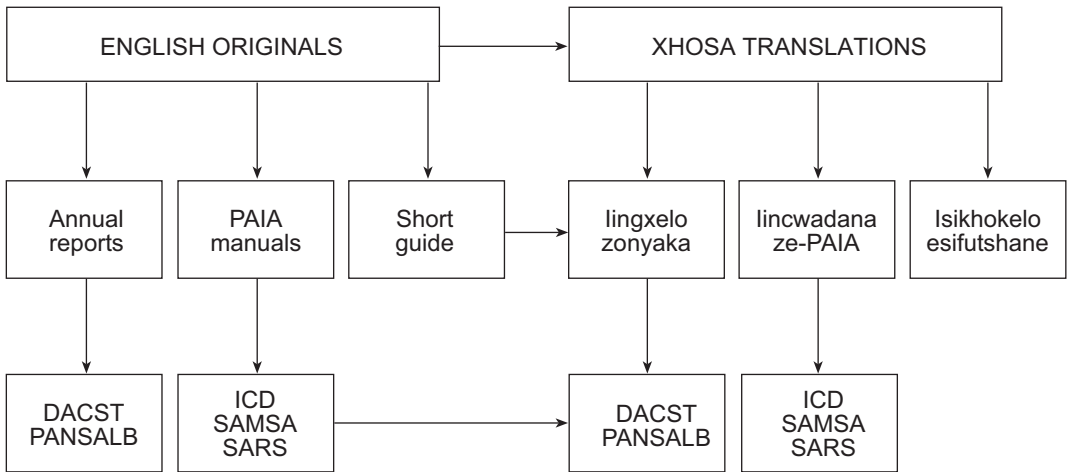 ENGLISH ORIGINALS
XHOSA TRANSLATIONS
Annual
reports
PAIA
manuals
Short
guide
Iingxelo
zonyaka
Iincwadana
ze-PAIA
Isikhokelo
esifutshane
DACST
PANSALB
ICD
SAMSA
SARS
DACST
PANSALB
ICD
SAMSA
SARS